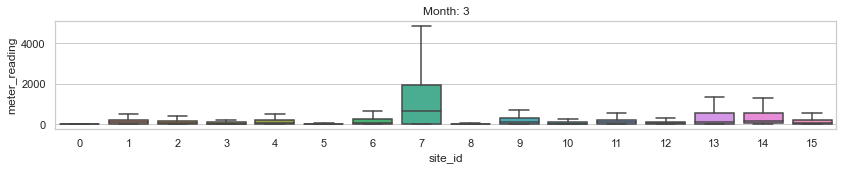 Month: 3
meter_reading
4000
2000
0
0 1 2 3 4 5 6 7 8 9 10 11 12 13 14 15
site_id